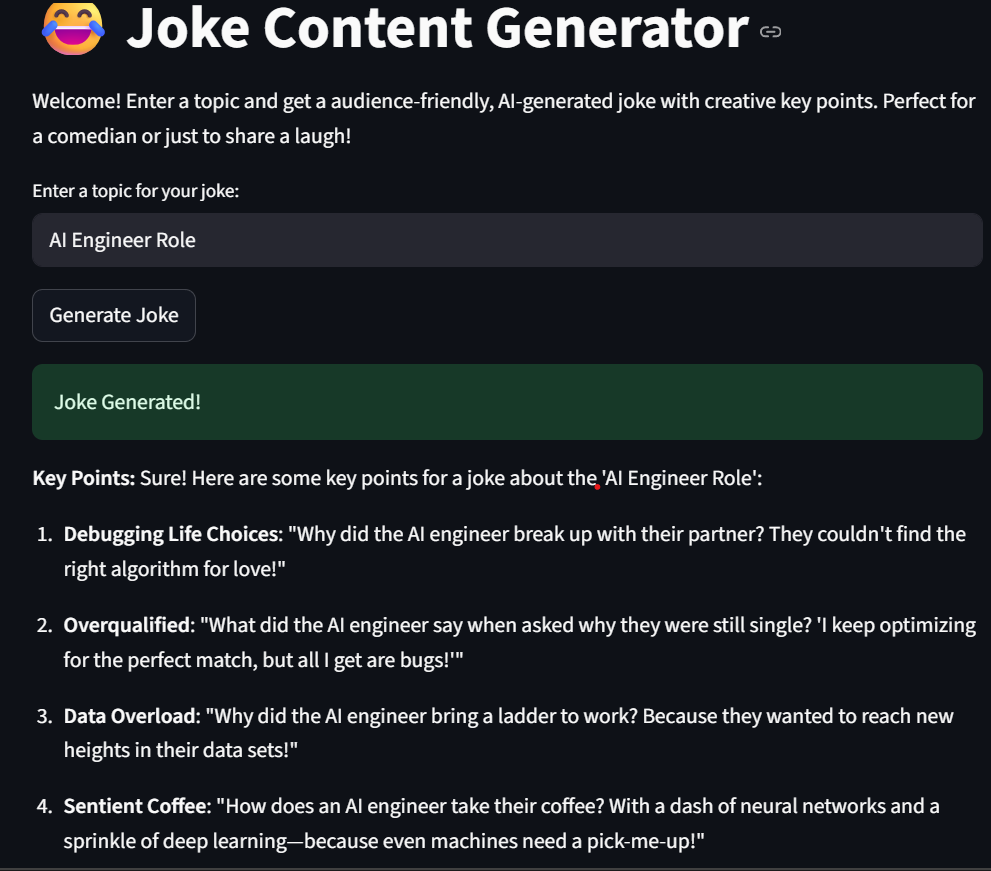 😂 Joke Content Generator
Welcome! Enter a topic and get a audience-friendly, AI-generated joke with creative key points. Perfect for
a comedian or just to share a laugh!
Enter a topic for your joke:
AI Engineer Role
Generate Joke
Joke Generated!
Key Points: Sure! Here are some key points for a joke about the 'AI Engineer Role':
1. Debugging Life Choices: "Why did the AI engineer break up with their partner? They couldn't find the
right algorithm for love!"
2. Overqualified: "What did the AI engineer say when asked why they were still single? 'I keep optimizing
for the perfect match, but all I get are bugs!'"
3. Data Overload: "Why did the AI engineer bring a ladder to work? Because they wanted to reach new
heights in their data sets!"
4. Sentient Coffee: "How does an AI engineer take their coffee? With a dash of neural networks and a
sprinkle of deep learning—because even machines need a pick-me-up!"